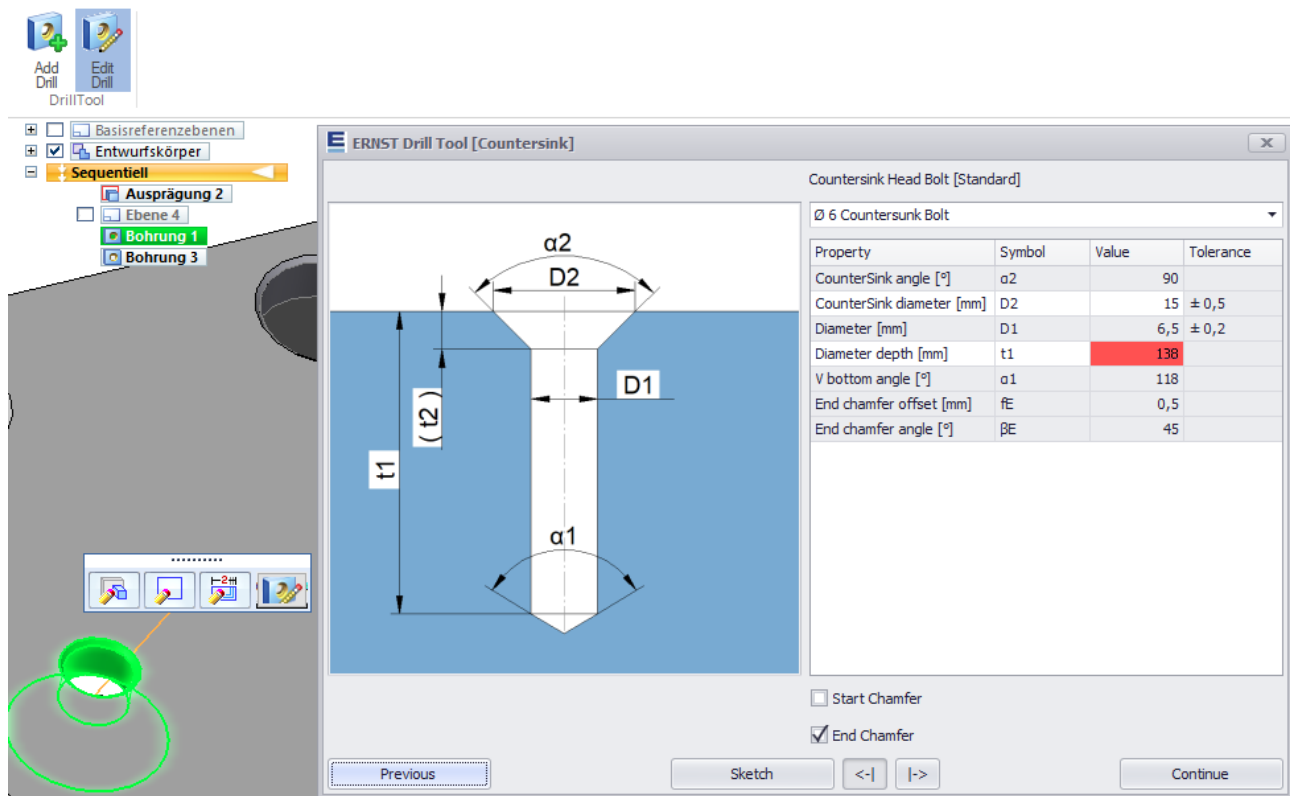 Add
Drill
Edit
Drill
DrillTool
Basisreferenzebenen
Entwurfskörper
Sequentiell
Ausprägung 2
Ebene 4
Bohrung 1
Bohrung 3
ERNST Drill Tool [Countersink]
Countersink Head Bolt [Standard]
Ø 6 Countersunk Bolt
Property Symbol Value Tolerance
CounterSink angle [°] α2 90
CounterSink diameter [mm] D2 15 ± 0,5
Diameter [mm] D1 6,5 ± 0,2
Diameter depth [mm] t1 138
V bottom angle [°] α1 118
End chamfer offset [mm] fE 0,5
End chamfer angle [°] βE 45
α2
D2
D1
( t2 )
t1
α1
Start Chamfer
End Chamfer
Previous
Sketch
<-|
|->
Continue